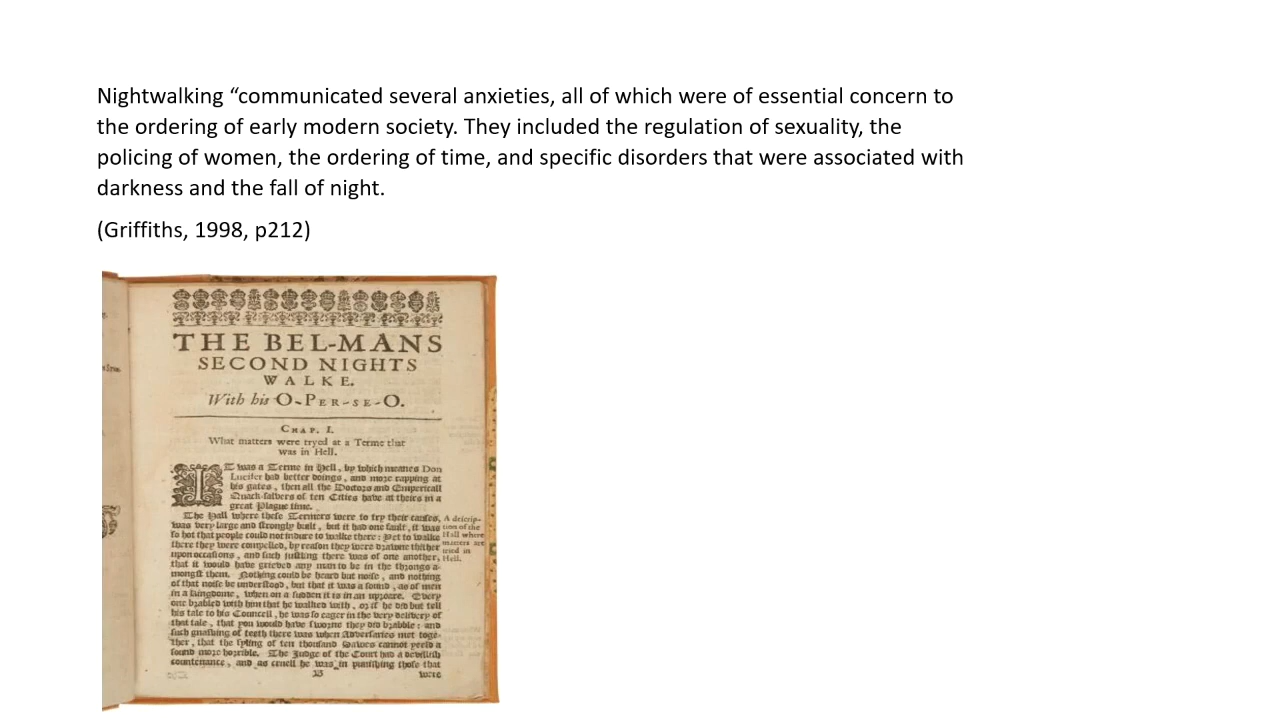 Nightwalking “communicated several anxieties, all of which were of essential concern to
the ordering of early modern society. They included the regulation of sexuality, the
policing of women, the ordering of time, and specific disorders that were associated with
darkness and the fall of night.
(Griffiths, 1998, p212)
THE BEL-MANS
SECOND NIGHTS
WALKE.
With his O-PER-SE-O.
CHAP. I.
What matters were tryed at a Terme that
was in Hell.
IT was a Terme in Hell, by which meanes Don
Lucifer had better doings, and more rapping at
his gates, then all the Doctors and Empericall
Quack-salvers of ten Cities have at theirs in a
great Plague time.
The Hall where these Termers were to try their causes,
was very large and strongly built, but it had one fault, it was
so hot that people could not indure to walke there: Yet to walke
there they were compelled, by reason they were drawne thither
upon occasions, and such justling there was of one another,
that it would have grieved any man to be in the throngs a-
mongst them. Nothing could be heard but noise, and nothing
of that noise be understood, but that it was a sound, as of men
in a kingdome, when on a sudden it is in an uproare. Every
one brabled with him that he walked with, or if he did but tell
his tale to his Councell, he was so eager in the very delivery of
that tale, that you would have sworne they did brabble: and
such gnashing of teeth there was when Adversaries met toge-
ther, that the fyling of ten thousand Sawes cannot yeeld a
sound more horrible. The Judge of the Court had a devillish
countenance, and as cruell he was in punishing those that
were
A descrip-
tion of the
Hall where
matters are
tried in
Hell.